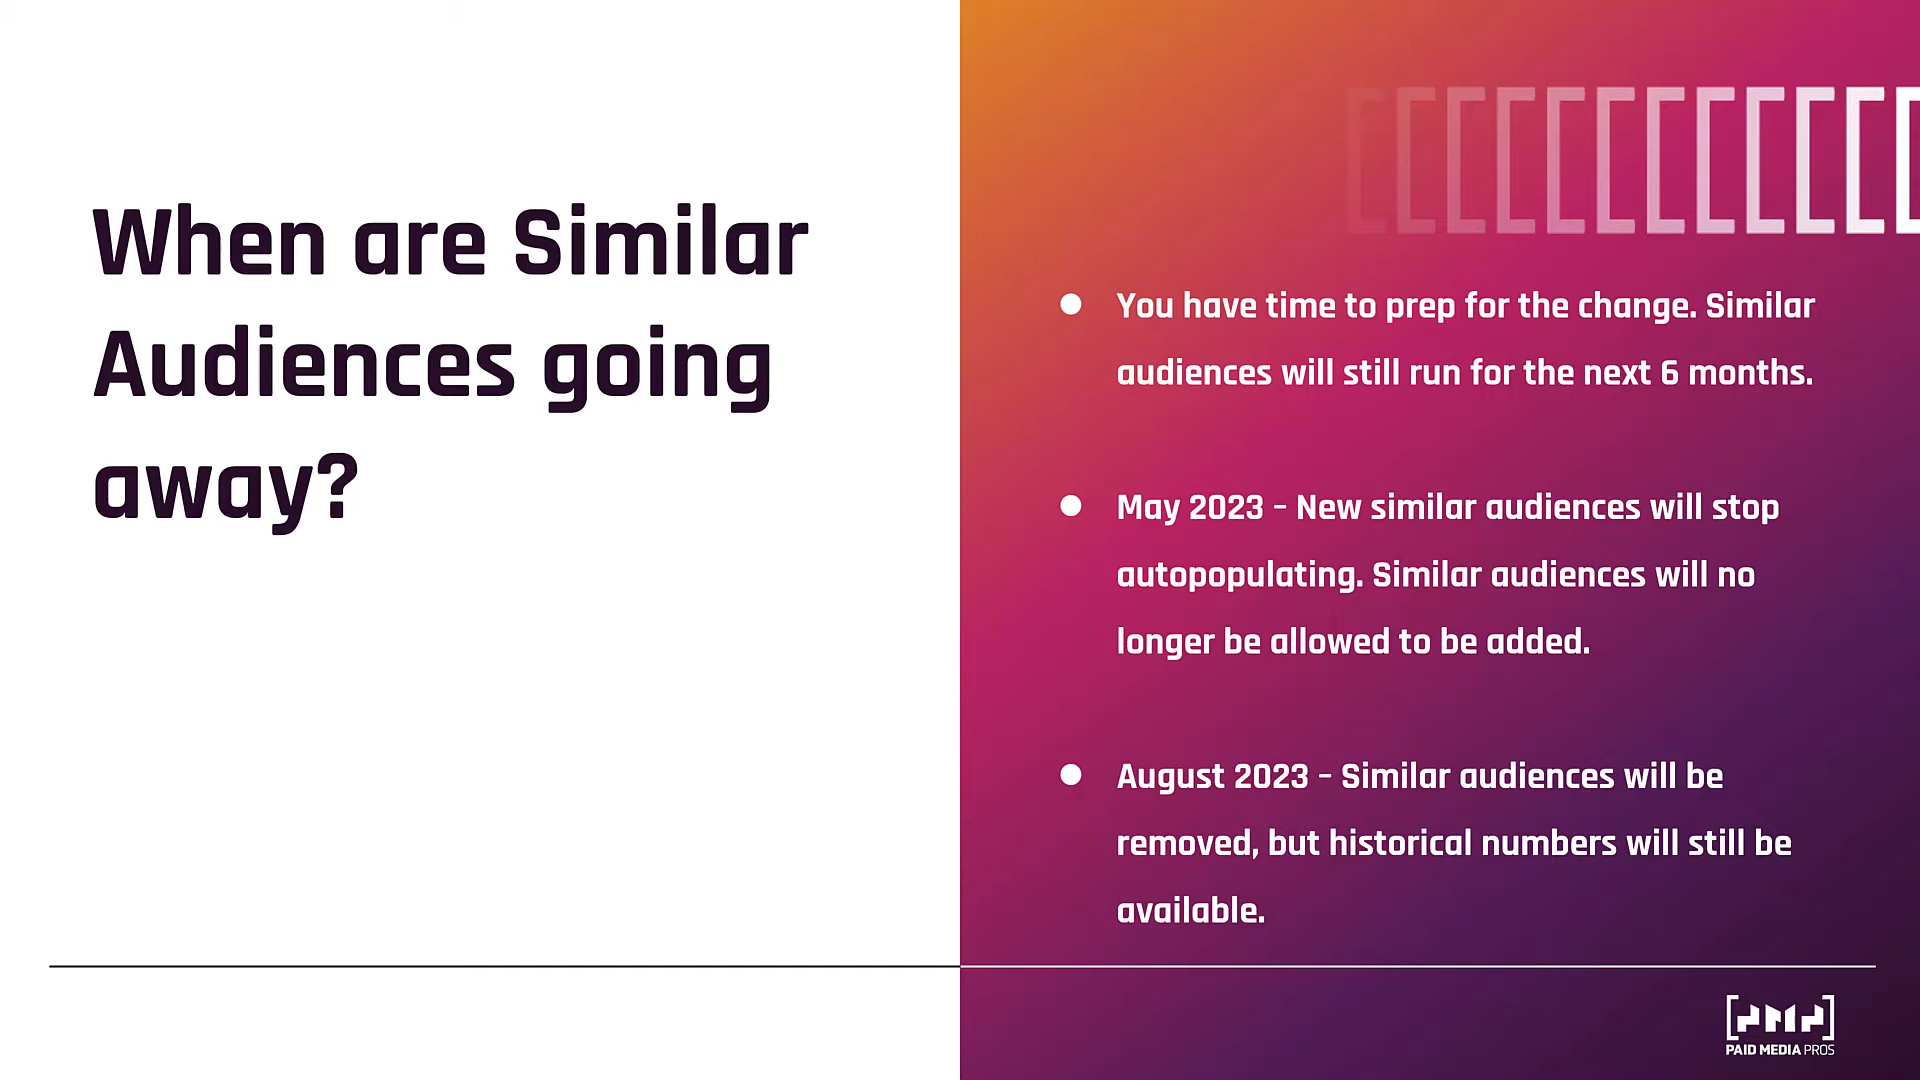 When are Similar
Audiences going
away?
● You have time to prep for the change. Similar
audiences will still run for the next 6 months.
● May 2023 – New similar audiences will stop
autopopulating. Similar audiences will no
longer be allowed to be added.
● August 2023 – Similar audiences will be
removed, but historical numbers will still be
available.
[PMP]
PAID MEDIA PROS